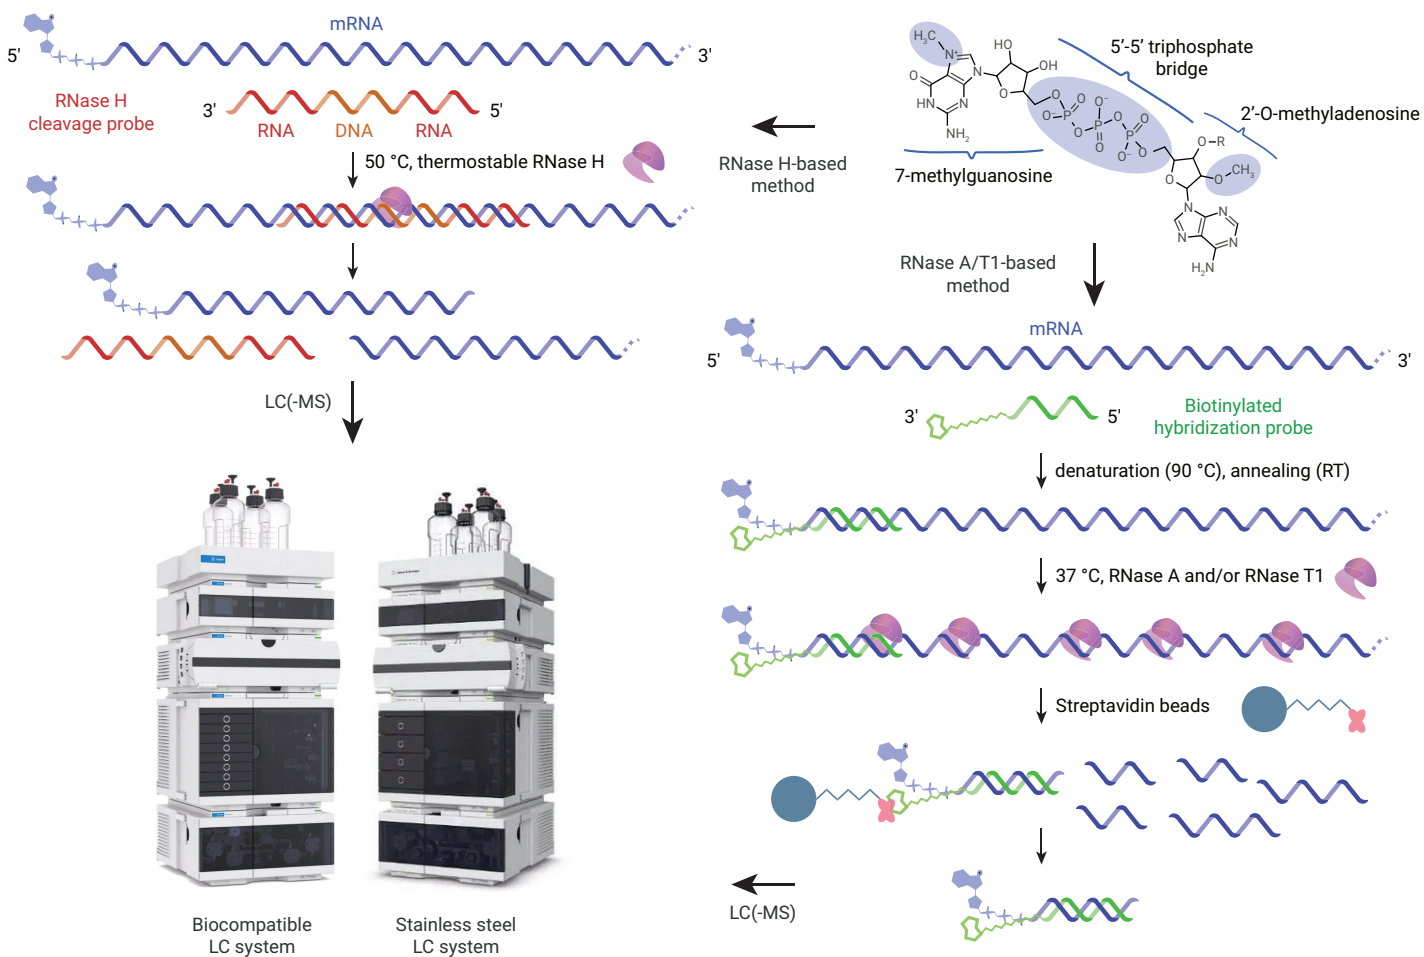 mRNA
5'
3'
RNase H
cleavage probe
3'
5'
RNA
DNA
RNA
50 °C, thermostable RNase H
LC(-MS)
Biocompatible
LC system
Stainless steel
LC system
H₃C
N⁺
HO
OH
O
HN
N
N
N
NH₂
O
O
O
O⁻
P
O⁻
O
P
O
O
P
O
O⁻
O
O
O–R
O
CH₃
N
N
N
N
H₂N
5′-5′ triphosphate
bridge
2′-O-methyladenosine
7-methylguanosine
RNase H-based
method
RNase A/T1-based
method
mRNA
5'
3'
3'
5'
Biotinylated
hybridization probe
denaturation (90 °C), annealing (RT)
37 °C, RNase A and/or RNase T1
Streptavidin beads
LC(-MS)